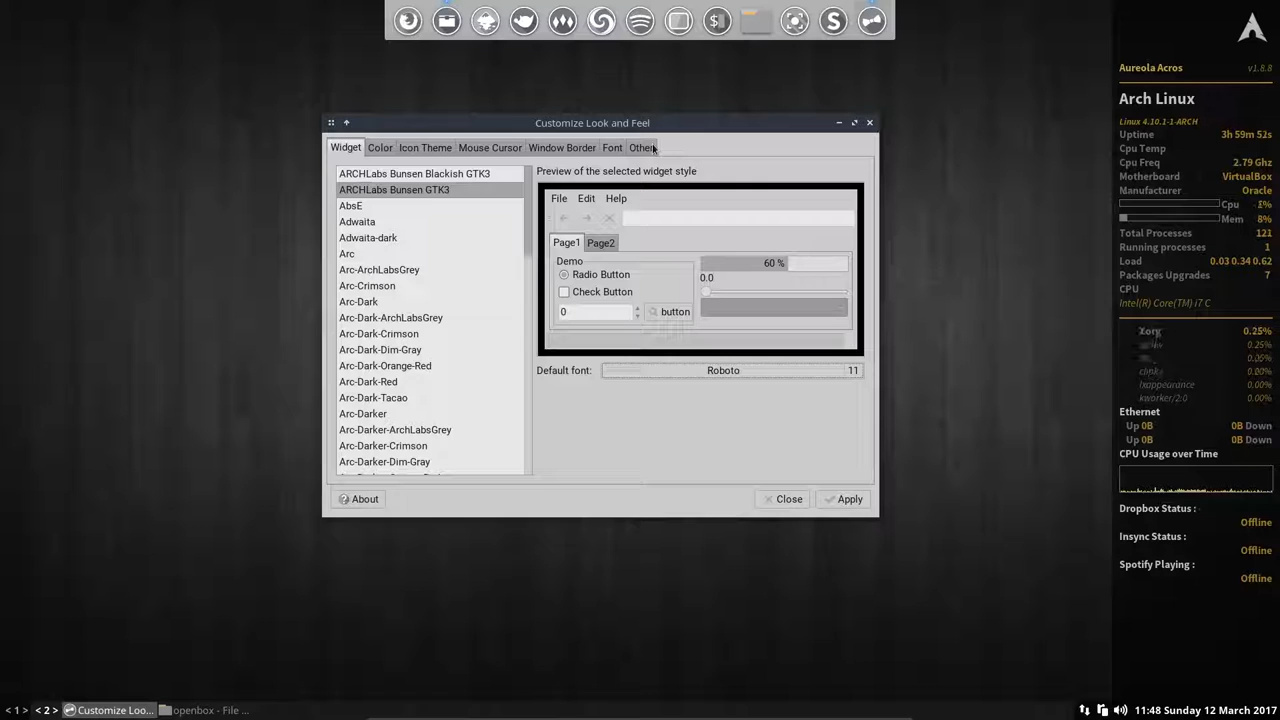 Customize Look and Feel
Widget Color Icon Theme Mouse Cursor Window Border Font Other
ARCHLabs Bunsen Blackish GTK3
ARCHLabs Bunsen GTK3
AbsE
Adwaita
Adwaita-dark
Arc
Arc-ArchLabsGrey
Arc-Crimson
Arc-Dark
Arc-Dark-ArchLabsGrey
Arc-Dark-Crimson
Arc-Dark-Dim-Gray
Arc-Dark-Orange-Red
Arc-Dark-Red
Arc-Dark-Tacao
Arc-Darker
Arc-Darker-ArchLabsGrey
Arc-Darker-Crimson
Arc-Darker-Dim-Gray
Preview of the selected widget style
File Edit Help
Page1 Page2
Demo
Radio Button
Check Button
0 button
60 %
0.0
Default font: Roboto 11
About Close Apply
Aureola Acros v1.8.8
Arch Linux
Linux 4.10.1-1-ARCH
Uptime 3h 59m 52s
Cpu Temp
Cpu Freq 2.79 Ghz
Motherboard VirtualBox
Manufacturer Oracle
Cpu 1%
Mem 8%
Total Processes 121
Running processes 1
Load 0.03 0.34 0.62
Packages Upgrades 7
CPU
Intel(R) Core(TM) i7 C
Xorg 0.25%
0.25%
0.05%
0.00%
lxappearance 0.00%
kworker/2:0 0.00%
Ethernet
Up 0B 0B Down
Up 0B 0B Down
CPU Usage over Time
Dropbox Status :
Offline
Insync Status :
Offline
Spotify Playing :
Offline
< 1 > < 2 > Customize Loo... openbox - File ... 11:48 Sunday 12 March 2017